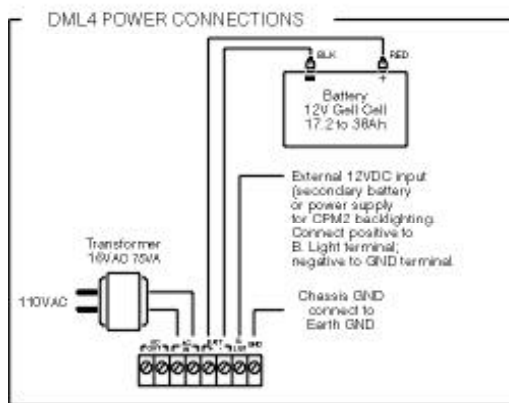 DML4 POWER CONNECTIONS
BLK
RED
Battery
12V Gell Cell
17.2 to 38Ah
External 12VDC input
(secondary battery
or power supply
for CPM2 backlighting.
Connect positive to
B. Light terminal;
negative to GND terminal.
Transformer
16VAC 75VA
110VAC
Chassis GND
connect to
Earth GND
GND